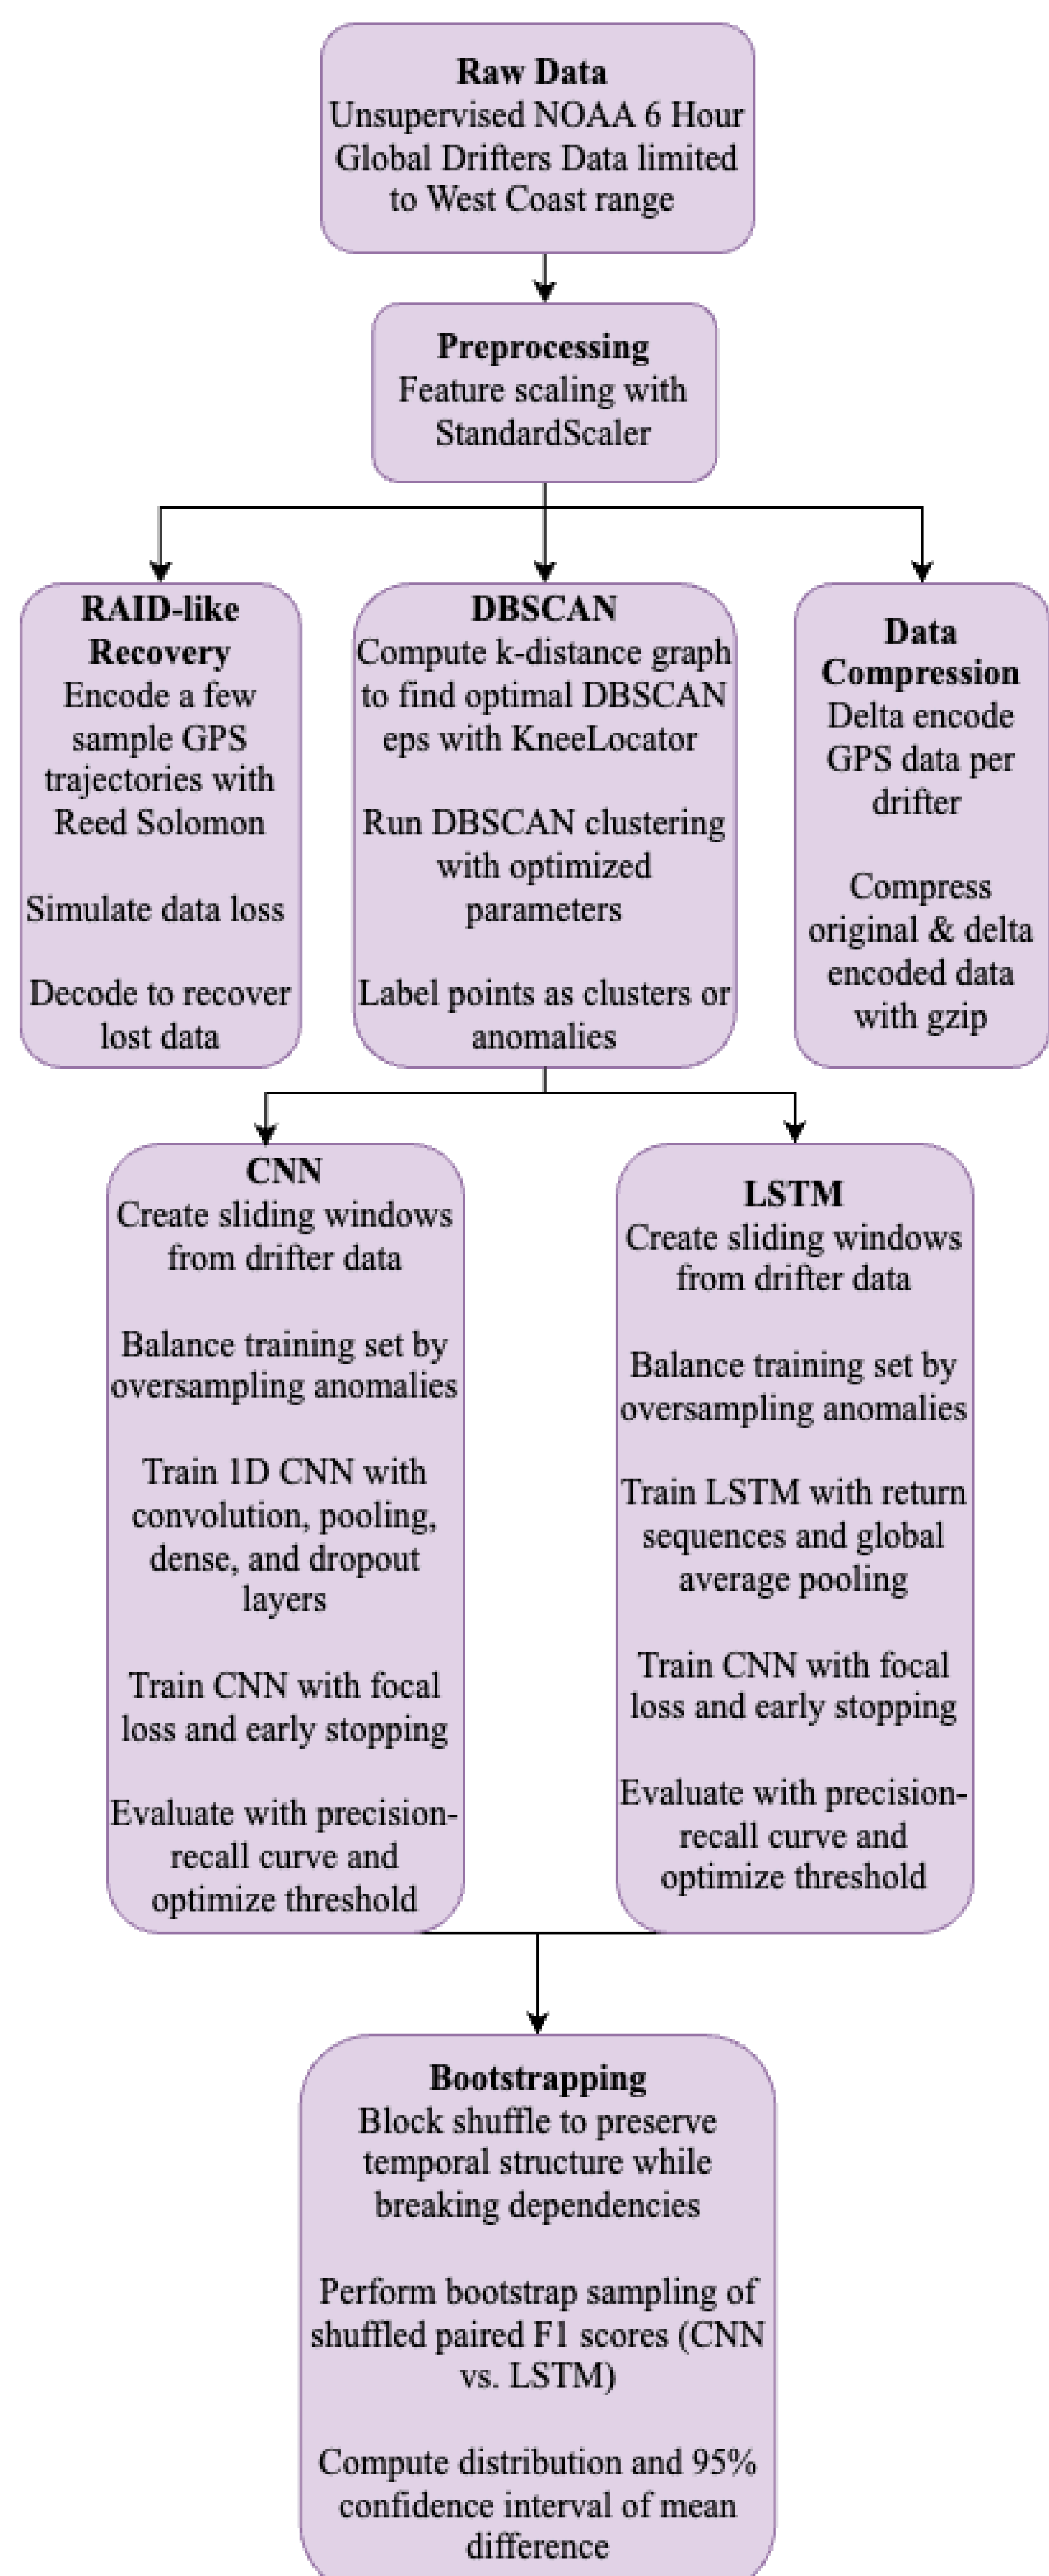 Raw Data
Unsupervised NOAA 6 Hour
Global Drifters Data limited
to West Coast range
Preprocessing
Feature scaling with
StandardScaler
RAID-like
Recovery
Encode a few
sample GPS
trajectories with
Reed Solomon
Simulate data loss
Decode to recover
lost data
DBSCAN
Compute k-distance graph
to find optimal DBSCAN
eps with KneeLocator
Run DBSCAN clustering
with optimized
parameters
Label points as clusters or
anomalies
Data
Compression
Delta encode
GPS data per
drifter
Compress
original & delta
encoded data
with gzip
CNN
Create sliding windows
from drifter data
Balance training set by
oversampling anomalies
Train 1D CNN with
convolution, pooling,
dense, and dropout
layers
Train CNN with focal
loss and early stopping
Evaluate with precision-
recall curve and
optimize threshold
LSTM
Create sliding windows
from drifter data
Balance training set by
oversampling anomalies
Train LSTM with return
sequences and global
average pooling
Train CNN with focal
loss and early stopping
Evaluate with precision-
recall curve and
optimize threshold
Bootstrapping
Block shuffle to preserve
temporal structure while
breaking dependencies
Perform bootstrap sampling of
shuffled paired F1 scores (CNN
vs. LSTM)
Compute distribution and 95%
confidence interval of mean
difference